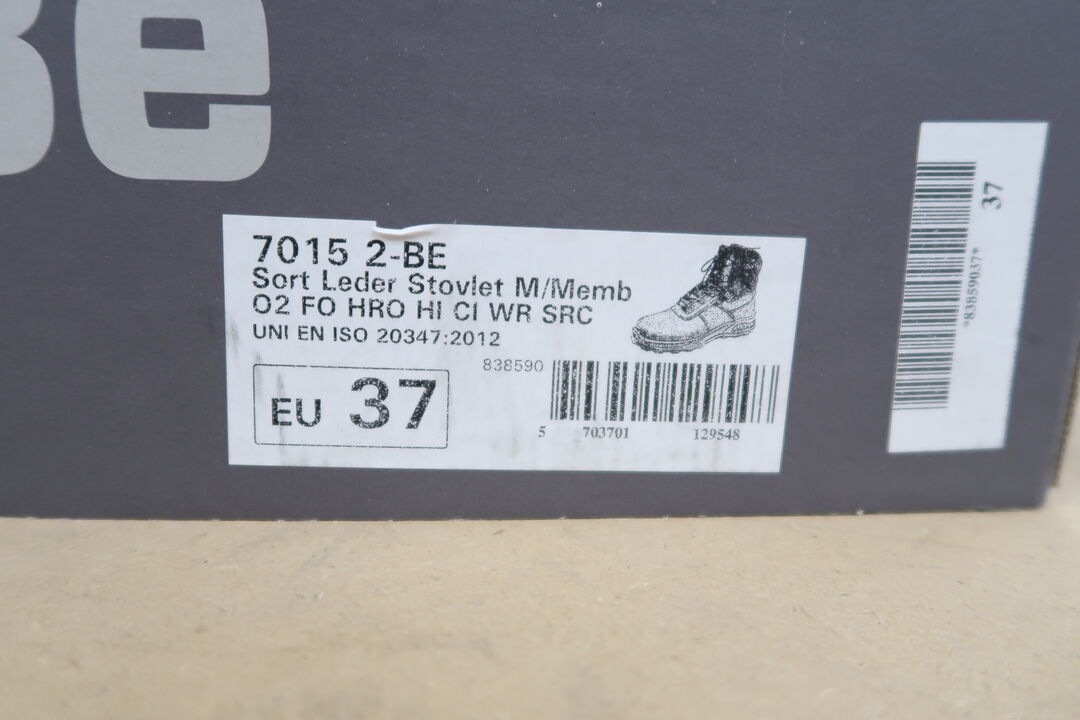 Be
7015 2-BE
Sort Leder Stovlet M/Memb
O2 FO HRO HI CI WR SRC
UNI EN ISO 20347:2012
838590
EU 37
5 703701 129548
37
*83859037*